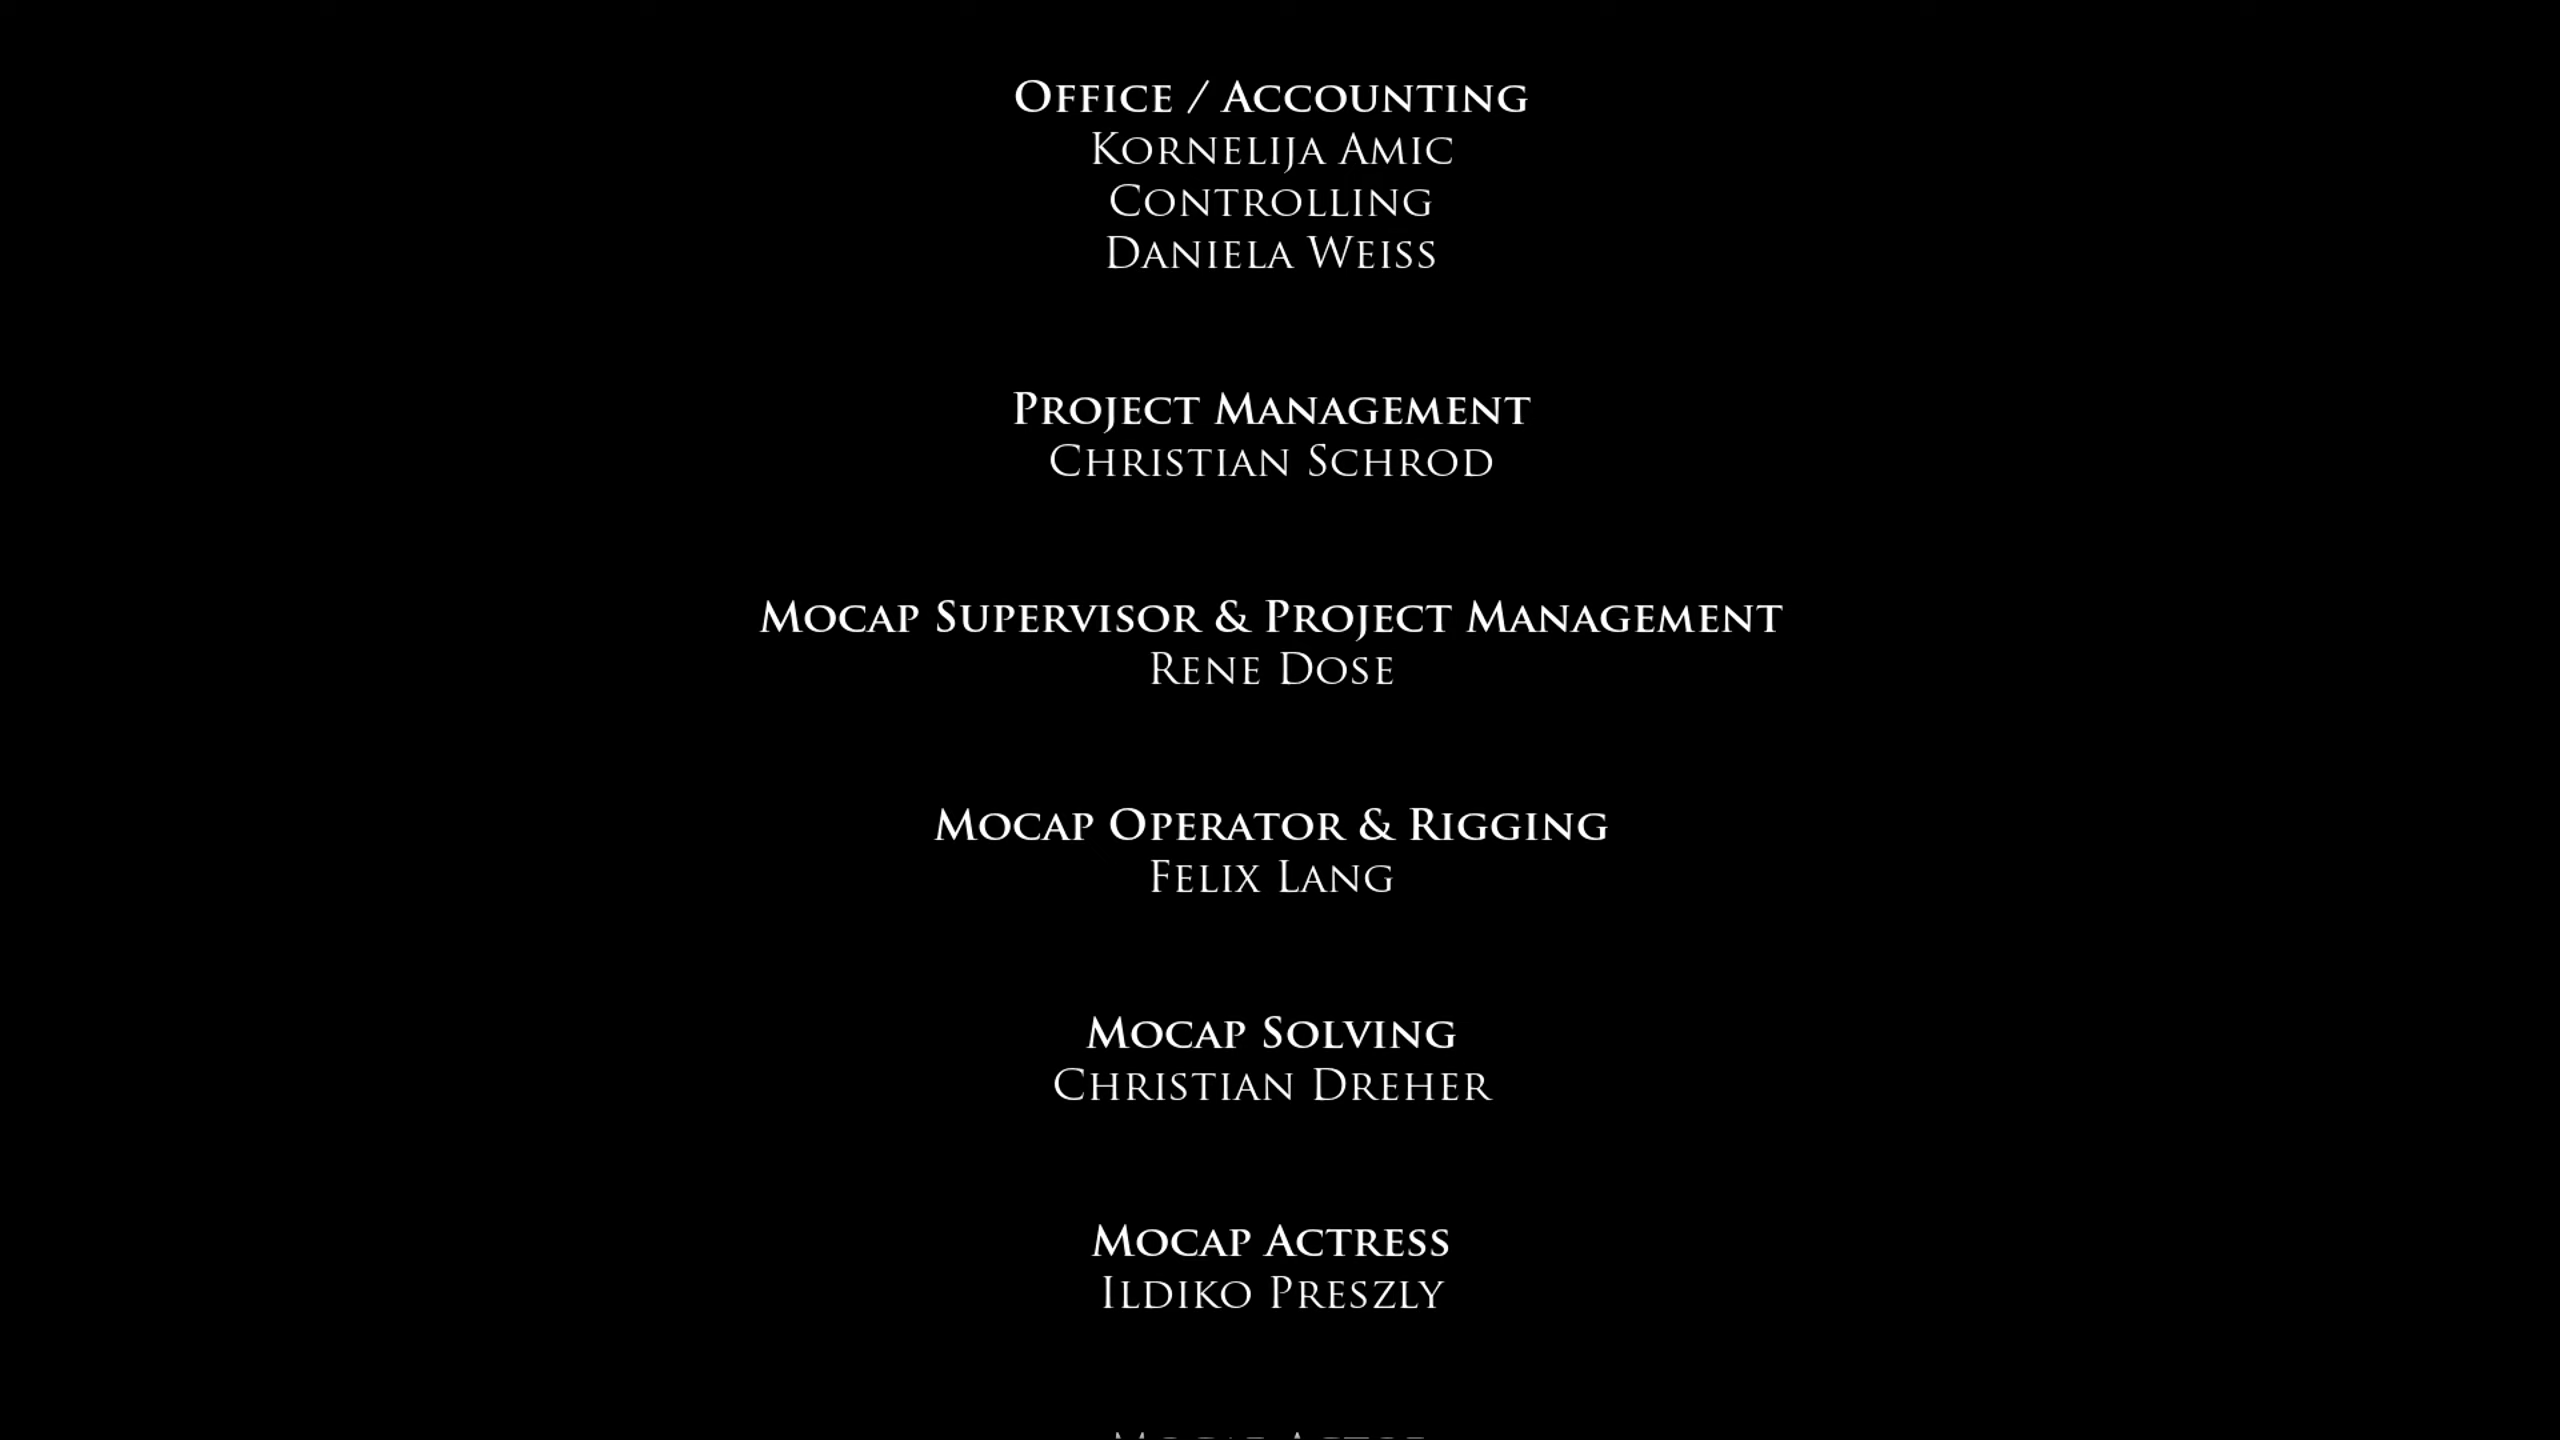 Office / Accounting
Kornelija Amic
Controlling
Daniela Weiss
Project Management
Christian Schrod
Mocap Supervisor & Project Management
Rene Dose
Mocap Operator & Rigging
Felix Lang
Mocap Solving
Christian Dreher
Mocap Actress
Ildiko Preszly